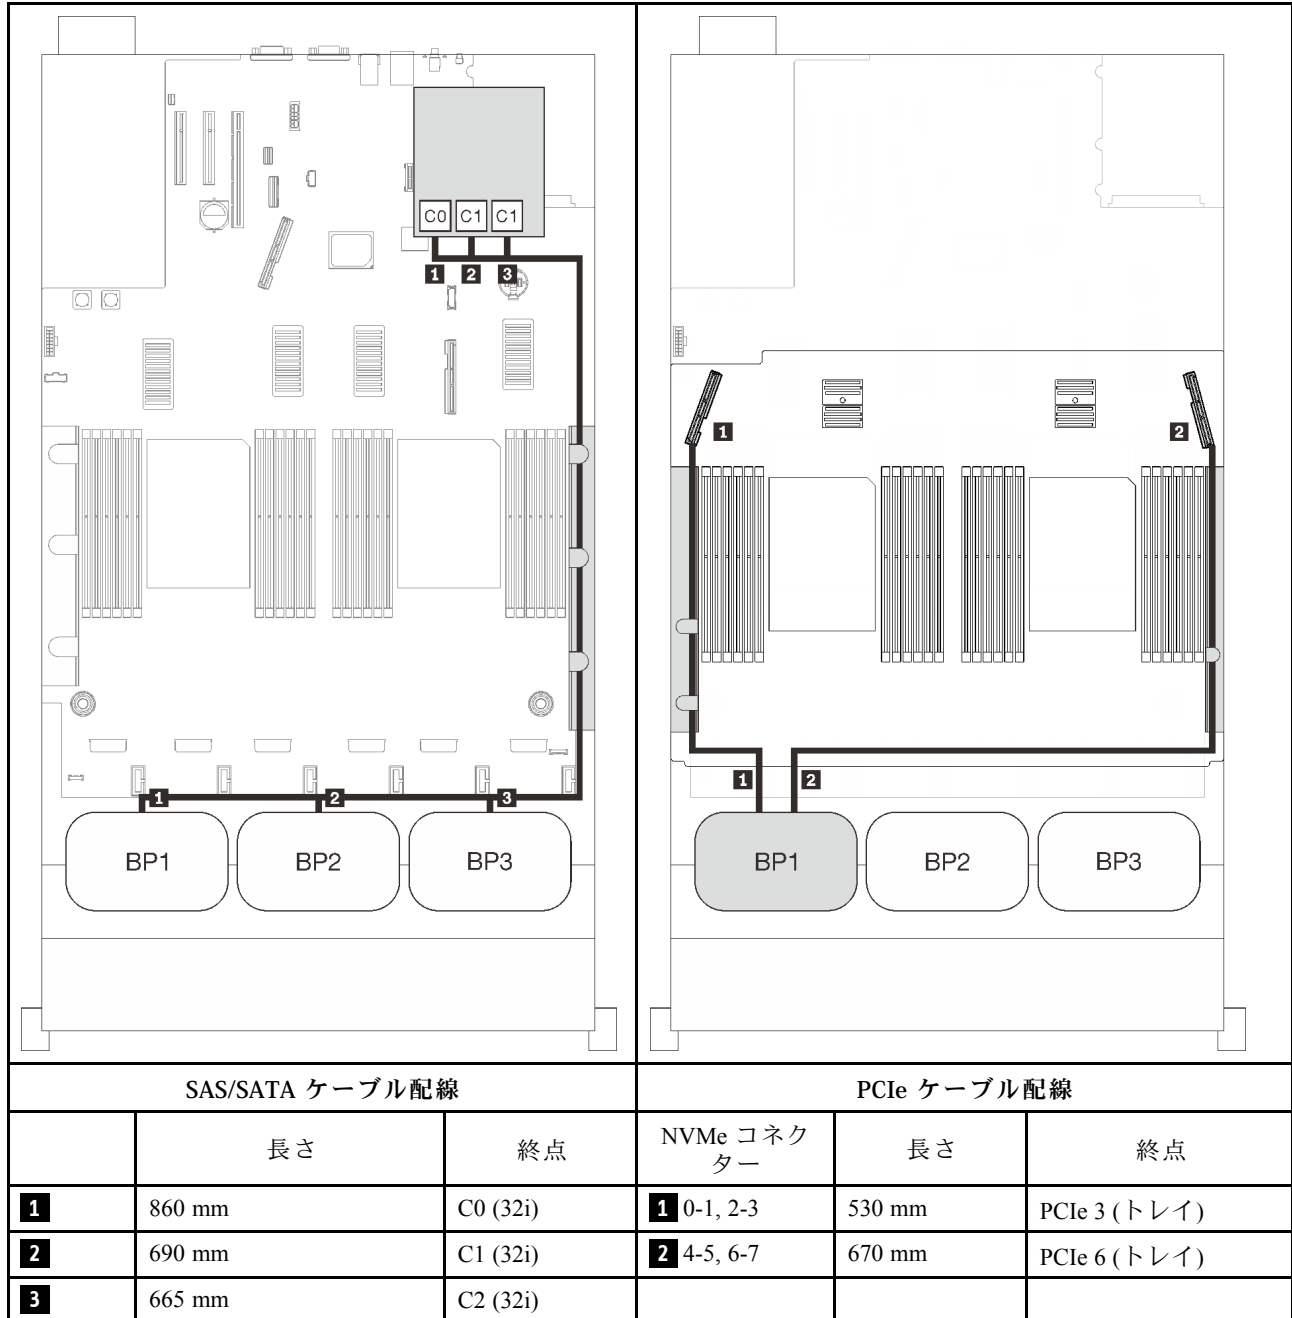 C0 C1 C1
1 2 3
1 2 3
BP1 BP2 BP3
1 2
1 2
BP1 BP2 BP3
SAS/SATA ケーブル配線
PCIe ケーブル配線
長さ
終点
NVMe コネク
ター
長さ
終点
1 860 mm C0 (32i) 1 0-1, 2-3 530 mm PCIe 3 (トレイ)
2 690 mm C1 (32i) 2 4-5, 6-7 670 mm PCIe 6 (トレイ)
3 665 mm C2 (32i)